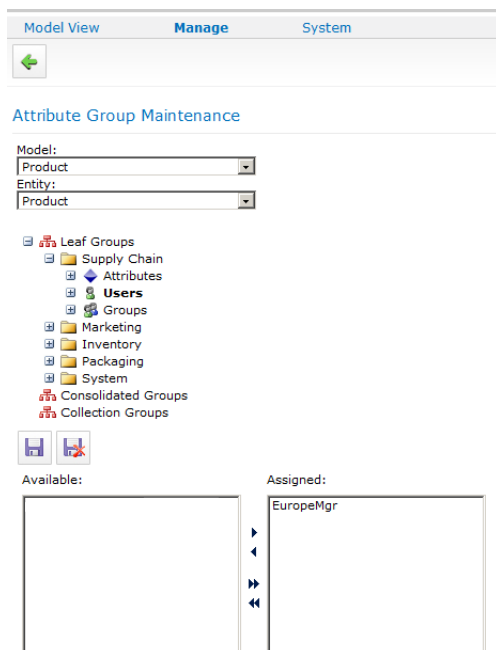 Model View Manage System
Attribute Group Maintenance
Model:
Product
Entity:
Product
Leaf Groups
Supply Chain
Attributes
Users
Groups
Marketing
Inventory
Packaging
System
Consolidated Groups
Collection Groups
Available: Assigned:
EuropeMgr